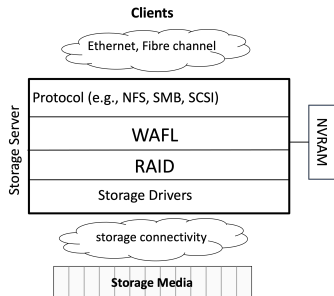 Clients
Ethernet, Fibre channel
Storage Server
Protocol (e.g., NFS, SMB, SCSI)
WAFL
RAID
Storage Drivers
NVRAM
storage connectivity
Storage Media